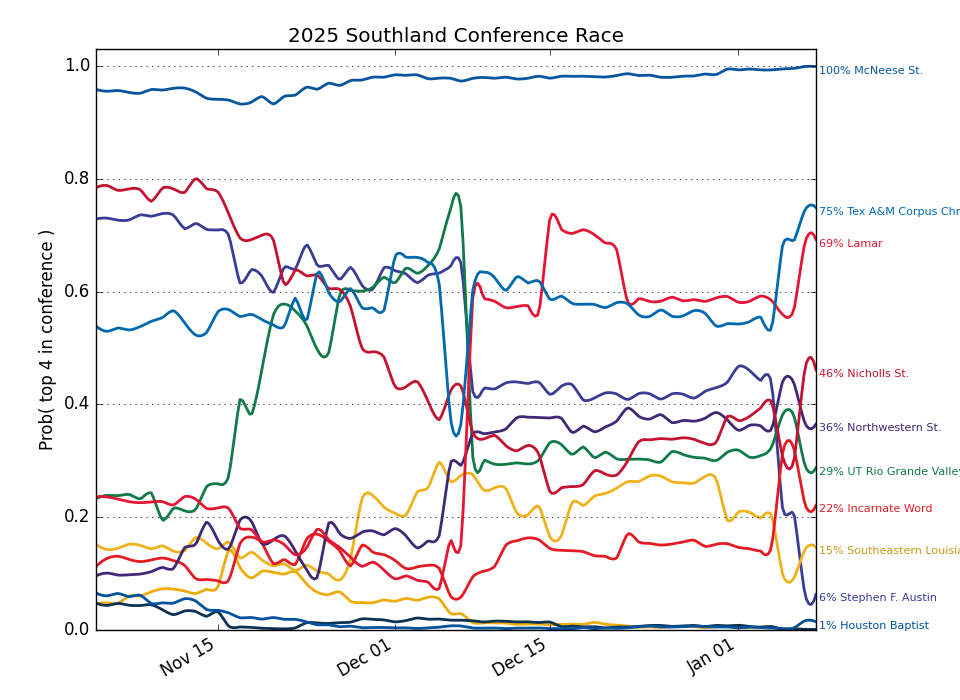 2025 Southland Conference Race
Prob( top 4 in conference )
1.0
0.8
0.6
0.4
0.2
0.0
Nov 15
Dec 01
Dec 15
Jan 01
100% McNeese St.
75% Tex A&M Corpus Chr
69% Lamar
46% Nicholls St.
36% Northwestern St.
29% UT Rio Grande Valley
22% Incarnate Word
15% Southeastern Louisia
6% Stephen F. Austin
1% Houston Baptist